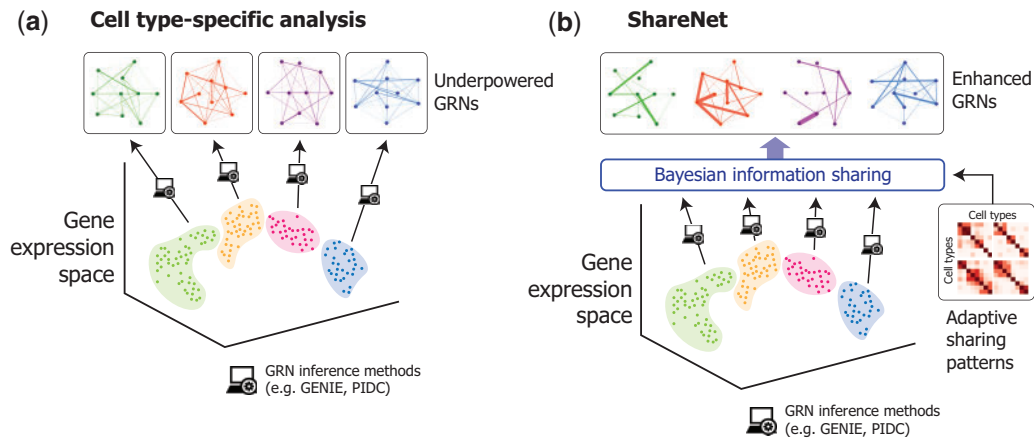 (a) Cell type-specific analysis
Underpowered
GRNs
Gene
expression
space
GRN inference methods
(e.g. GENIE, PIDC)
(b) ShareNet
Enhanced
GRNs
Bayesian information sharing
Gene
expression
space
Cell types
Cell types
Adaptive
sharing
patterns
GRN inference methods
(e.g. GENIE, PIDC)